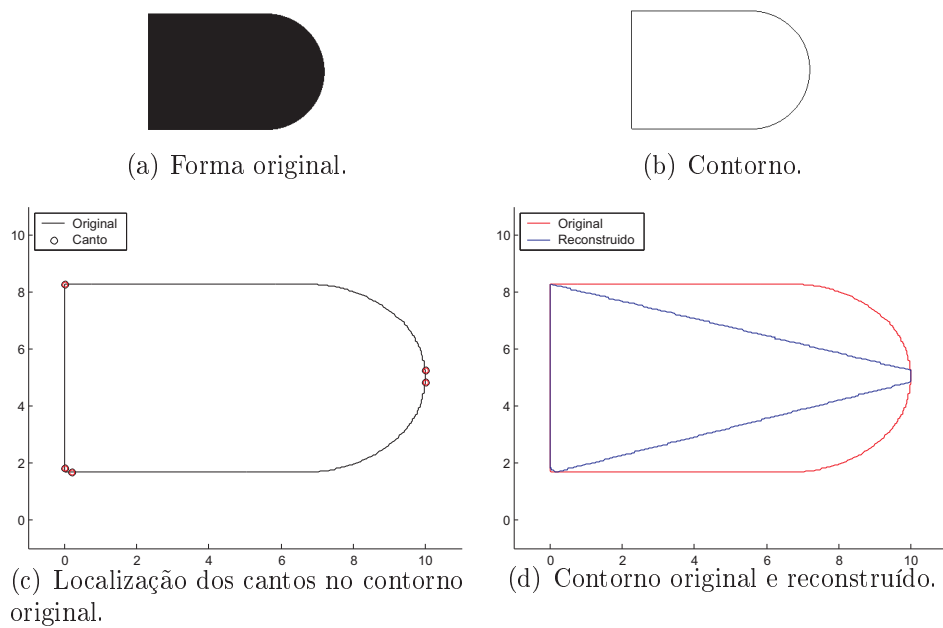 (a) Forma original.
(b) Contorno.
Original
Canto
10
8
6
4
2
0
0
2
4
6
8
10
(c) Localização dos cantos no contorno
original.
Original
Reconstruido
10
8
6
4
2
0
0
2
4
6
8
10
(d) Contorno original e reconstruído.